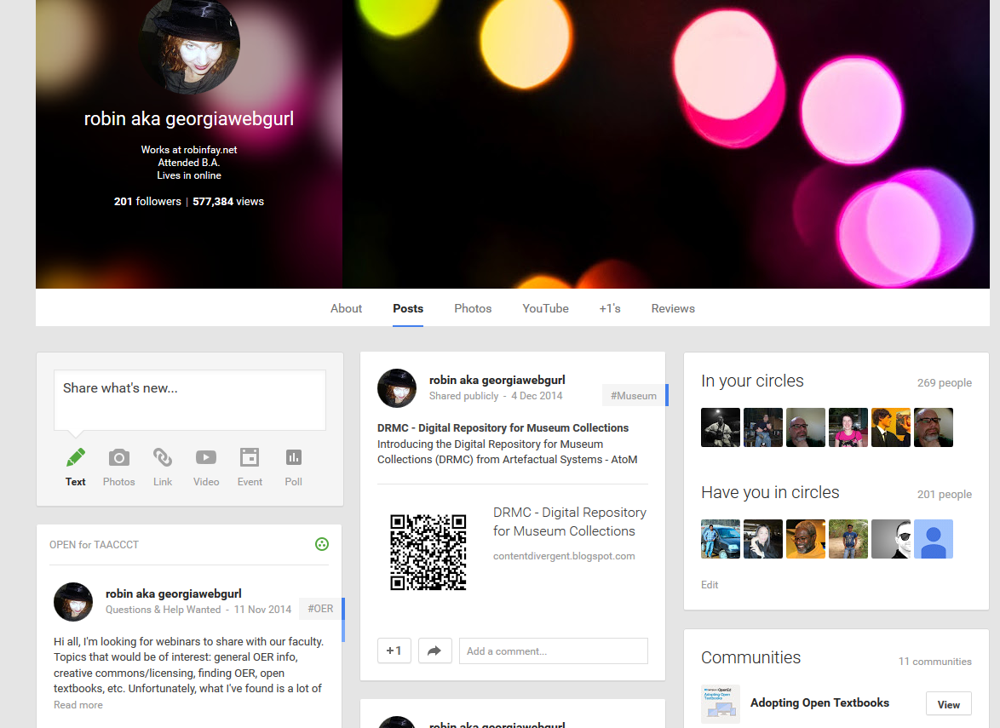 robin aka georgiawebgurl
Works at robinfay.net
Attended B.A.
Lives in online
201 followers | 577,384 views
About
Posts
Photos
YouTube
+1's
Reviews
Share what's new...
Text
Photos
Link
Video
Event
Poll
OPEN for TAACCCT
robin aka georgiawebgurl
Questions & Help Wanted - 11 Nov 2014
#OER
Hi all, I'm looking for webinars to share with our faculty.
Topics that would be of interest: general OER info,
creative commons/licensing, finding OER, open
textbooks, etc. Unfortunately, what I've found is a lot of
Read more
robin aka georgiawebgurl
Shared publicly - 4 Dec 2014
#Museum
DRMC - Digital Repository for Museum Collections
Introducing the Digital Repository for Museum
Collections (DRMC) from Artefactual Systems - AtoM
DRMC - Digital Repository
for Museum Collections
contentdivergent.blogspot.com
+1
Add a comment...
robin aka georgiawebgurl
In your circles
269 people
Have you in circles
201 people
Edit
Communities
11 communities
Adopting Open
Textbooks
Adopting Open Textbooks
View